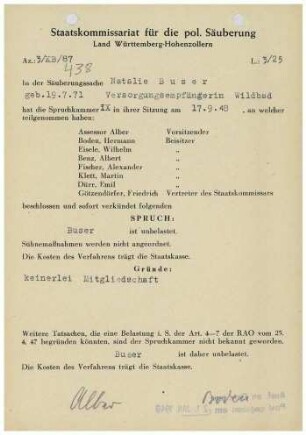 Staatskommissariat für die pol. Säuberung
Land Württemberg-Hohenzollern
Az. 3/KB/87 L: 3/25
438
In der Säuberungssache Natalie Buser
geb.19.7.71 Versorgungsempfängerin Wildbad
hat die Spruchkammer IX in ihrer Sitzung am 17.9.48, an welcher
teilgenommen haben:
Assessor Alber Vorsitzender
Boden, Hermann Beisitzer
Eisele, Wilhelm „
Benz, Albert „
Fischer, Alexander „
Klett, Martin „
Dürr, Emil „
Götzendörfer, Friedrich Vertreter des Staatskommissars
beschlossen und sofort verkündet folgenden
SPRUCH:
Buser ist unbelastet.
Sühnemaßnahmen werden nicht angeordnet.
Die Kosten des Verfahrens trägt die Staatskasse.
Gründe:
keinerlei Mitgliedschaft
Weitere Tatsachen, die eine Belastung i. S. der Art. 4—7 der RAO vom 25.
4. 47 begründen könnten, sind der Spruchkammer nicht bekannt geworden.
Buser ist daher unbelastet.
Die Kosten des Verfahrens trägt die Staatskasse.
Alber Boden